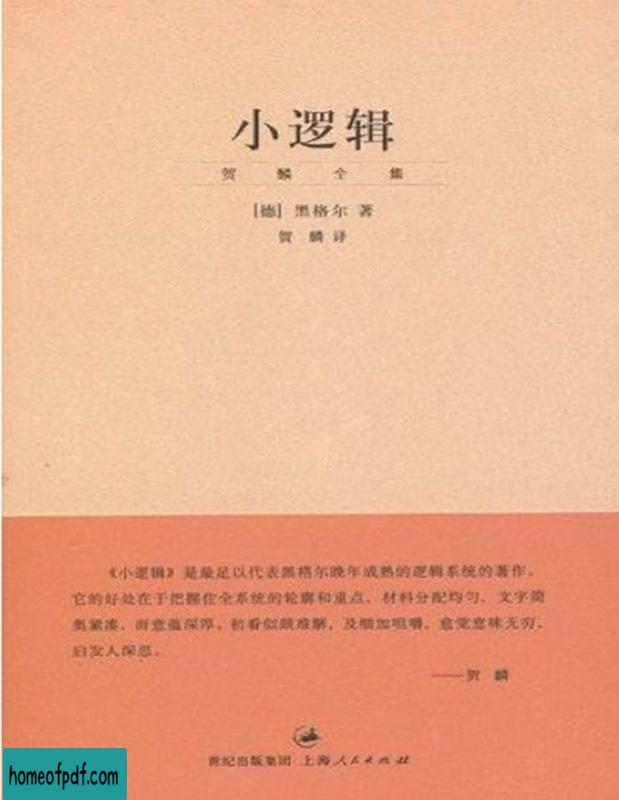 小逻辑
贺麟全集
[德] 黑格尔 著
贺 麟 译
《小逻辑》是最足以代表黑格尔晚年成熟的逻辑系统的著作。
它的好处在于把握住全系统的轮廓和重点，材料分配均匀，文字简
奥紧凑，而意蕴深厚，初看似颇难解，及细加咀嚼，愈觉意味无穷，
启发人深思。
——贺 麟
世纪出版集团 上海人民出版社
homeofpdf.com